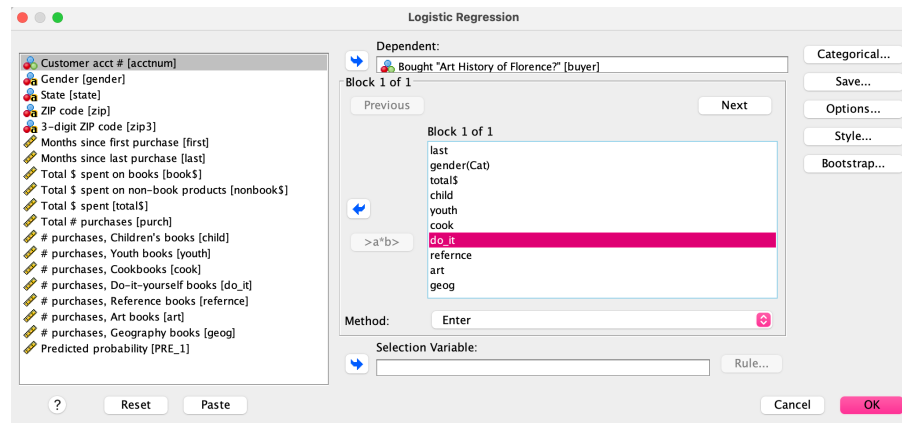 Logistic Regression
Customer acct # [acctnum]
Gender [gender]
State [state]
ZIP code [zip]
3-digit ZIP code [zip3]
Months since first purchase [first]
Months since last purchase [last]
Total $ spent on books [book$]
Total $ spent on non-book products [nonbook$]
Total $ spent [total$]
Total # purchases [purch]
# purchases, Children's books [child]
# purchases, Youth books [youth]
# purchases, Cookbooks [cook]
# purchases, Do-it-yourself books [do_it]
# purchases, Reference books [refernce]
# purchases, Art books [art]
# purchases, Geography books [geog]
Predicted probability [PRE_1]
Dependent:
Bought "Art History of Florence?" [buyer]
Block 1 of 1
Previous
Next
Block 1 of 1
last
gender(Cat)
total$
child
youth
cook
do_it
refernce
art
geog
>a*b>
Method:
Enter
Selection Variable:
Rule...
Categorical...
Save...
Options...
Style...
Bootstrap...
?
Reset
Paste
Cancel
OK